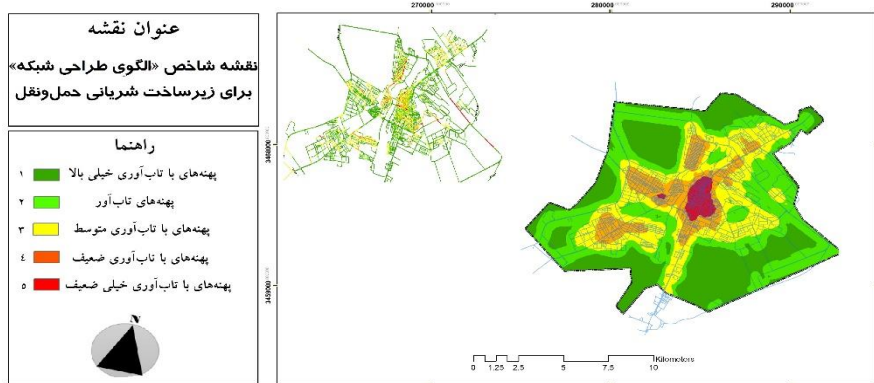 عنوان نقشه
نقشه شاخص «الگوی طراحی شبکه»
برای زیرساخت شریانی حمل‌ونقل
راهنما
۱ پهنه‌های با تاب‌آوری خیلی بالا
۲ پهنه‌های تاب‌آور
۳ پهنه‌های با تاب‌آوری متوسط
٤ پهنه‌های با تاب‌آوری ضعیف
۵ پهنه‌های با تاب‌آوری خیلی ضعیف
N
270000 280000 290000
3468000
3459000
Kilometers
0 1.25 2.5 5 7.5 10